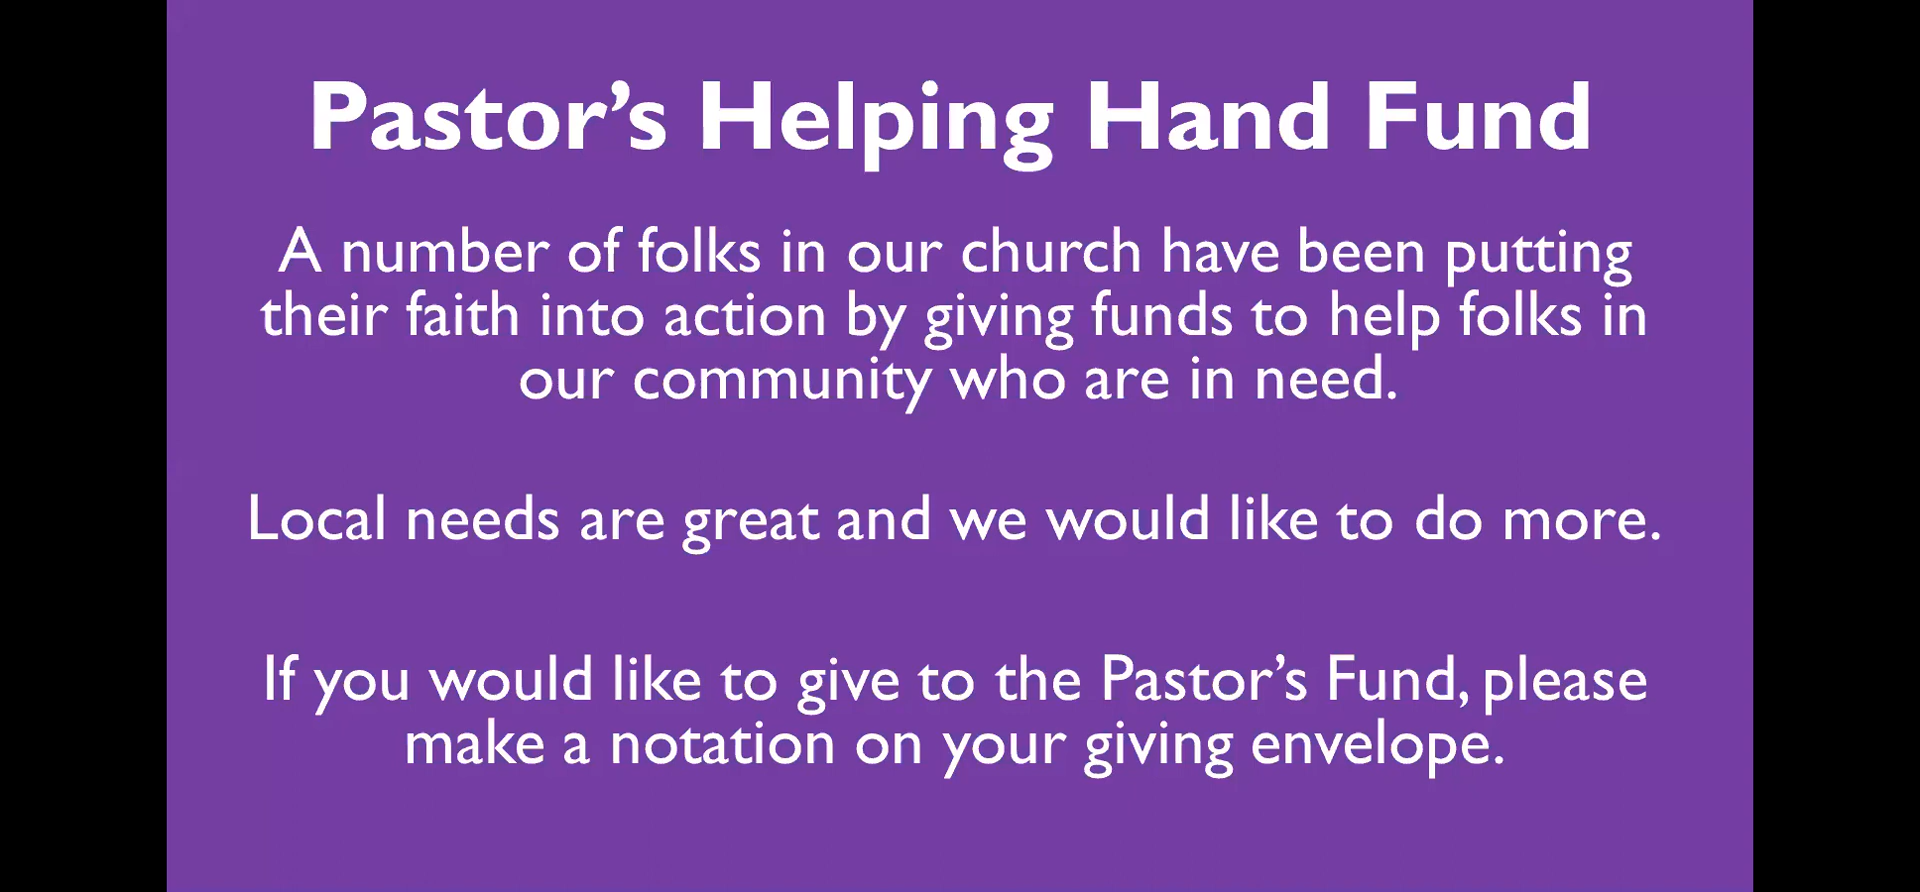 Pastor’s Helping Hand Fund
A number of folks in our church have been putting
their faith into action by giving funds to help folks in
our community who are in need.
Local needs are great and we would like to do more.
If you would like to give to the Pastor’s Fund, please
make a notation on your giving envelope.